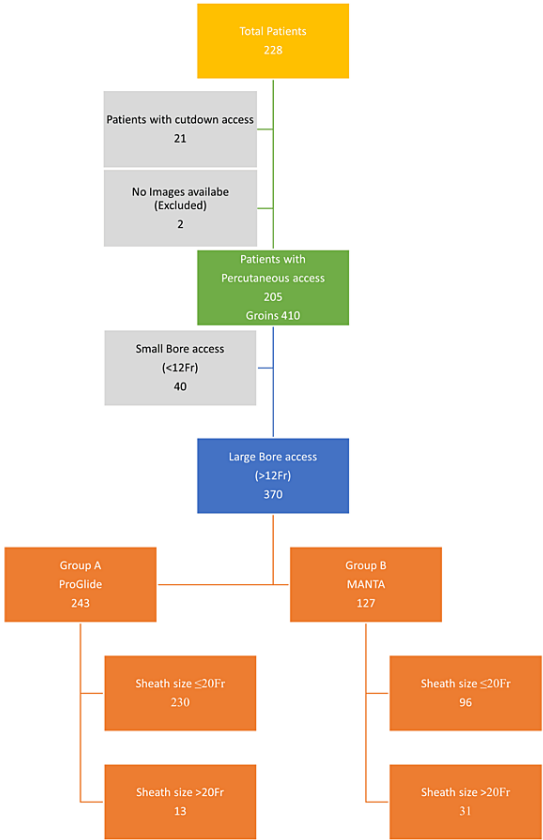 Total Patients
228
Patients with cutdown access
21
No Images availabe
(Excluded)
2
Patients with
Percutaneous access
205
Groins 410
Small Bore access
(<12Fr)
40
Large Bore access
(>12Fr)
370
Group A
ProGlide
243
Group B
MANTA
127
Sheath size ≤20Fr
230
Sheath size ≤20Fr
96
Sheath size >20Fr
13
Sheath size >20Fr
31